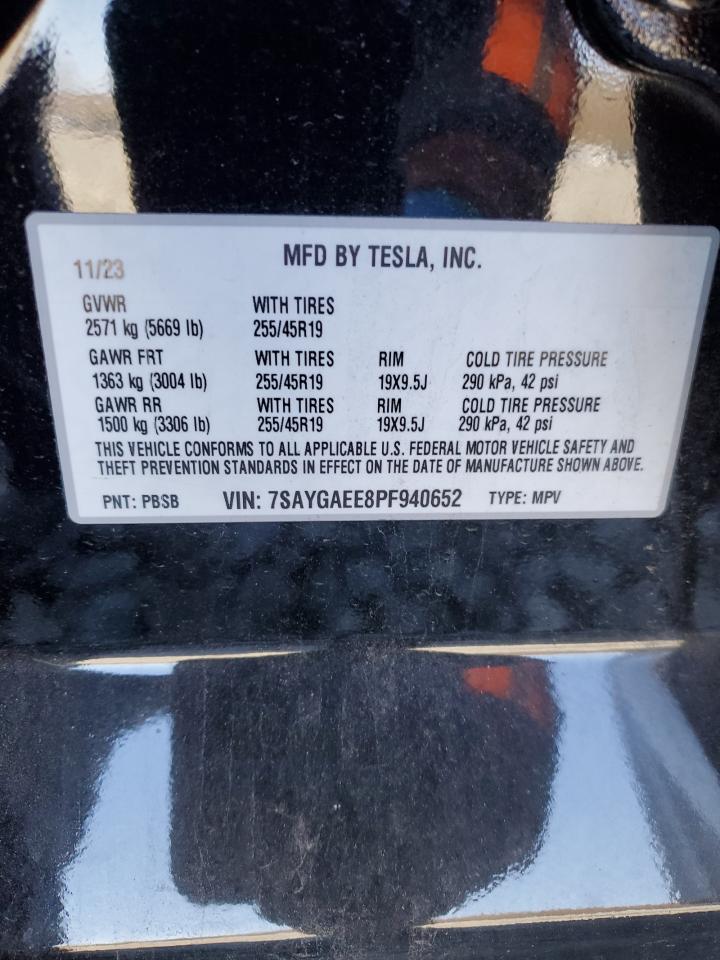 MFD BY TESLA, INC.
11/23
GVWR WITH TIRES
2571 kg (5669 lb) 255/45R19
GAWR FRT WITH TIRES RIM COLD TIRE PRESSURE
1363 kg (3004 lb) 255/45R19 19X9.5J 290 kPa, 42 psi
GAWR RR WITH TIRES RIM COLD TIRE PRESSURE
1500 kg (3306 lb) 255/45R19 19X9.5J 290 kPa, 42 psi
THIS VEHICLE CONFORMS TO ALL APPLICABLE U.S. FEDERAL MOTOR VEHICLE SAFETY AND
THEFT PREVENTION STANDARDS IN EFFECT ON THE DATE OF MANUFACTURE SHOWN ABOVE.
PNT: PBSB VIN: 7SAYGAEE8PF940652 TYPE: MPV